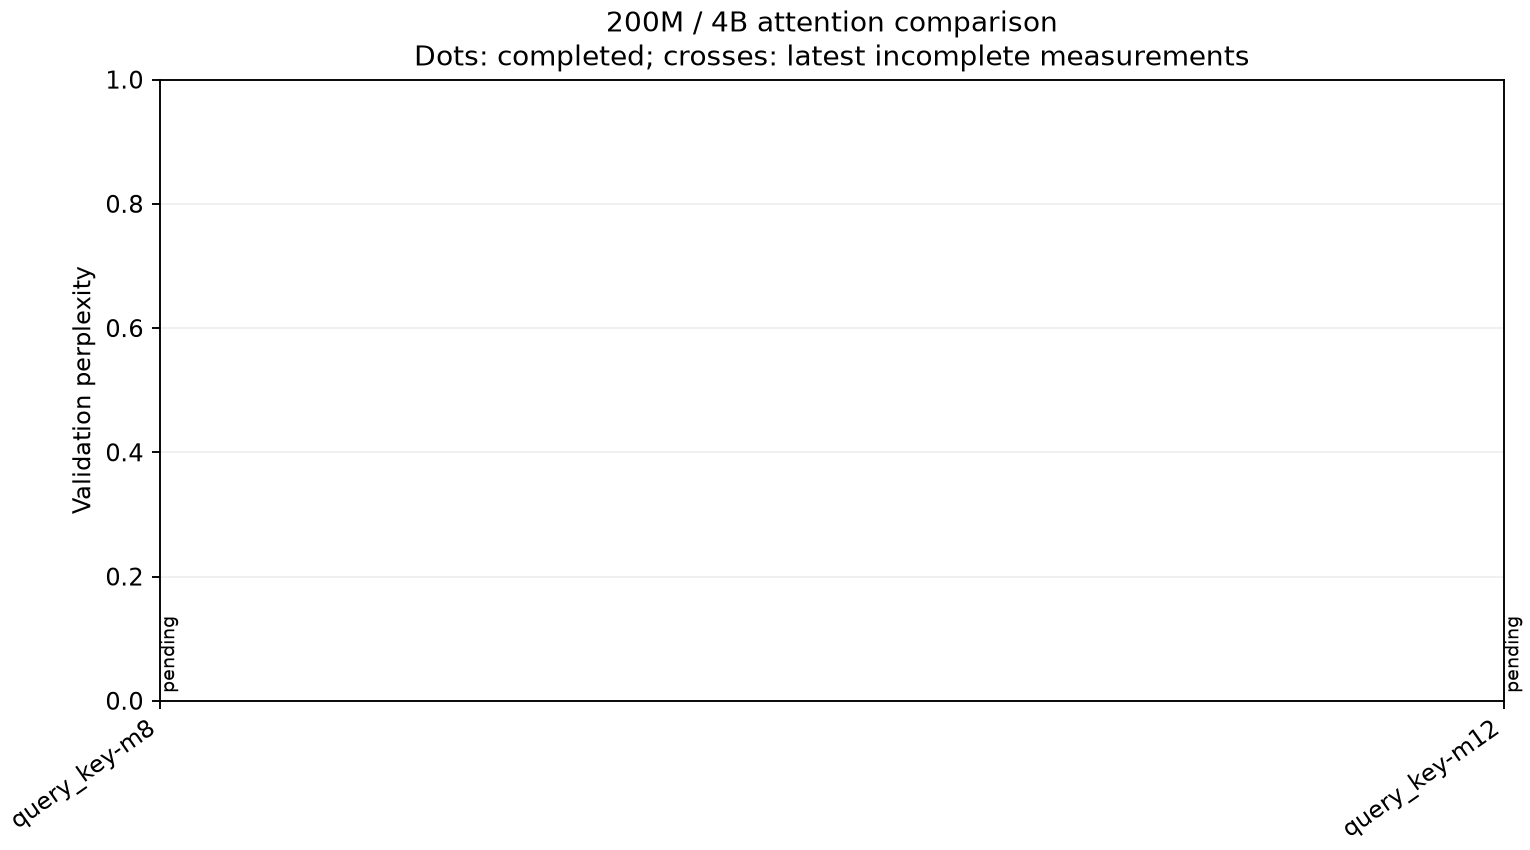 200M / 4B attention comparison
Dots: completed; crosses: latest incomplete measurements
Validation perplexity
1.0
0.8
0.6
0.4
0.2
0.0
pending
pending
query_key-m8
query_key-m12